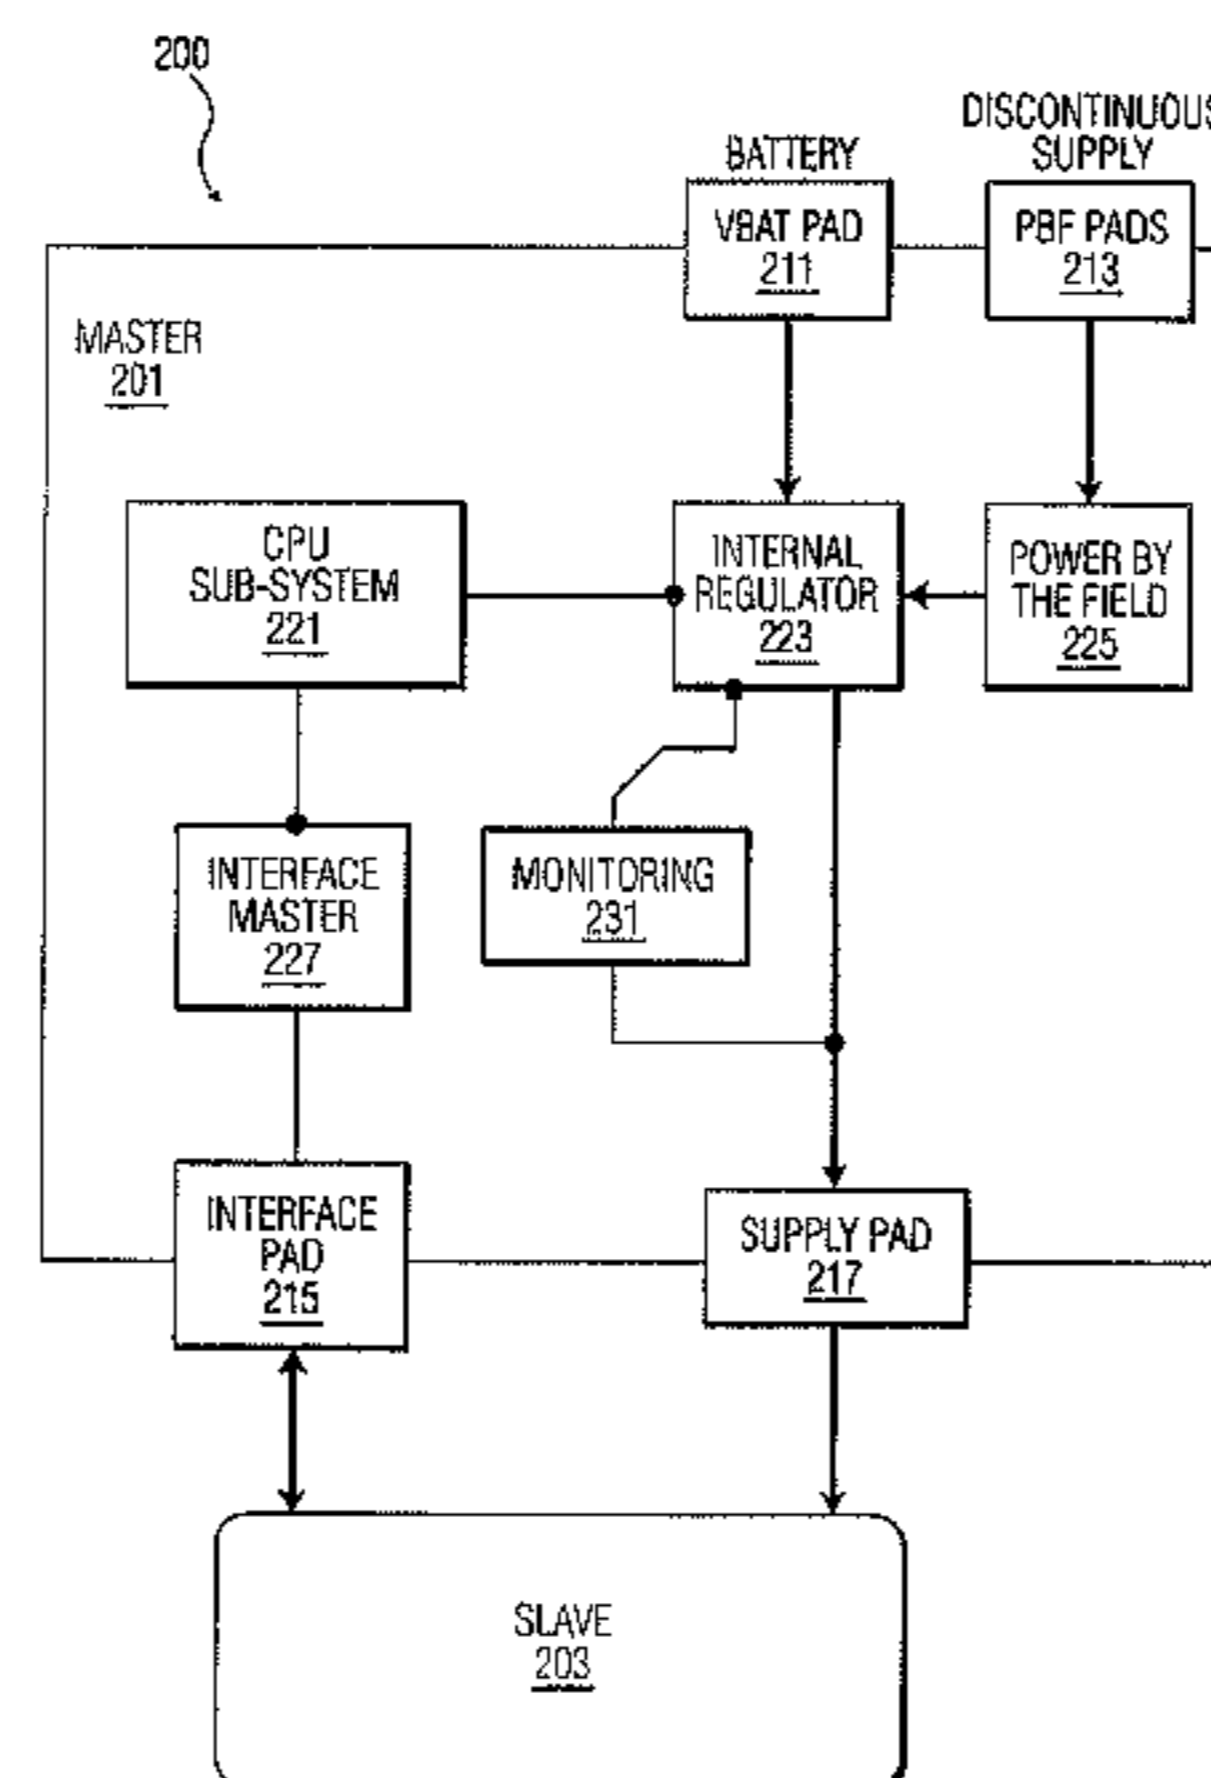 200
BATTERY
DISCONTINUOUS
SUPPLY
VBAT PAD
211
PBF PADS
213
MASTER
201
CPU
SUB-SYSTEM
221
INTERNAL
REGULATOR
223
POWER BY
THE FIELD
225
INTERFACE
MASTER
227
MONITORING
231
INTERFACE
PAD
215
SUPPLY PAD
217
SLAVE
203